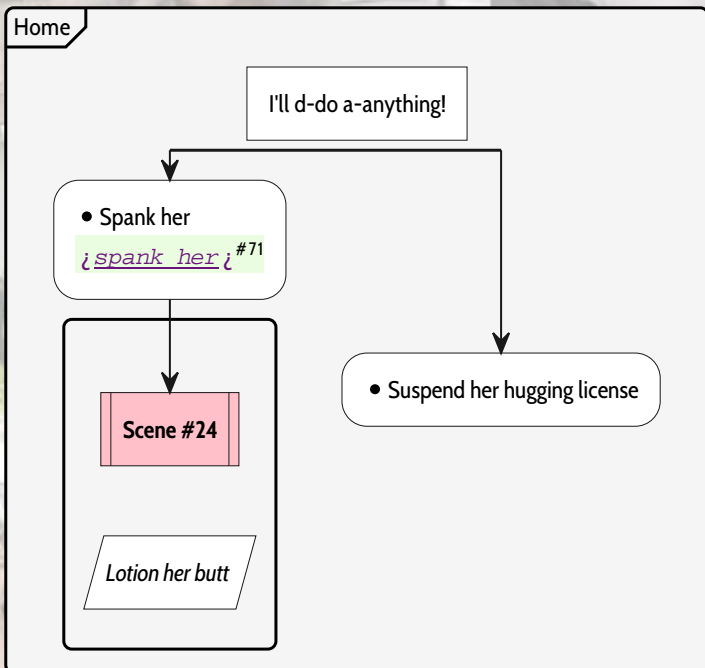 Home
I'll d-do a-anything!
• Spank her
¿spank her¿#71
Scene #24
• Suspend her hugging license
Lotion her butt